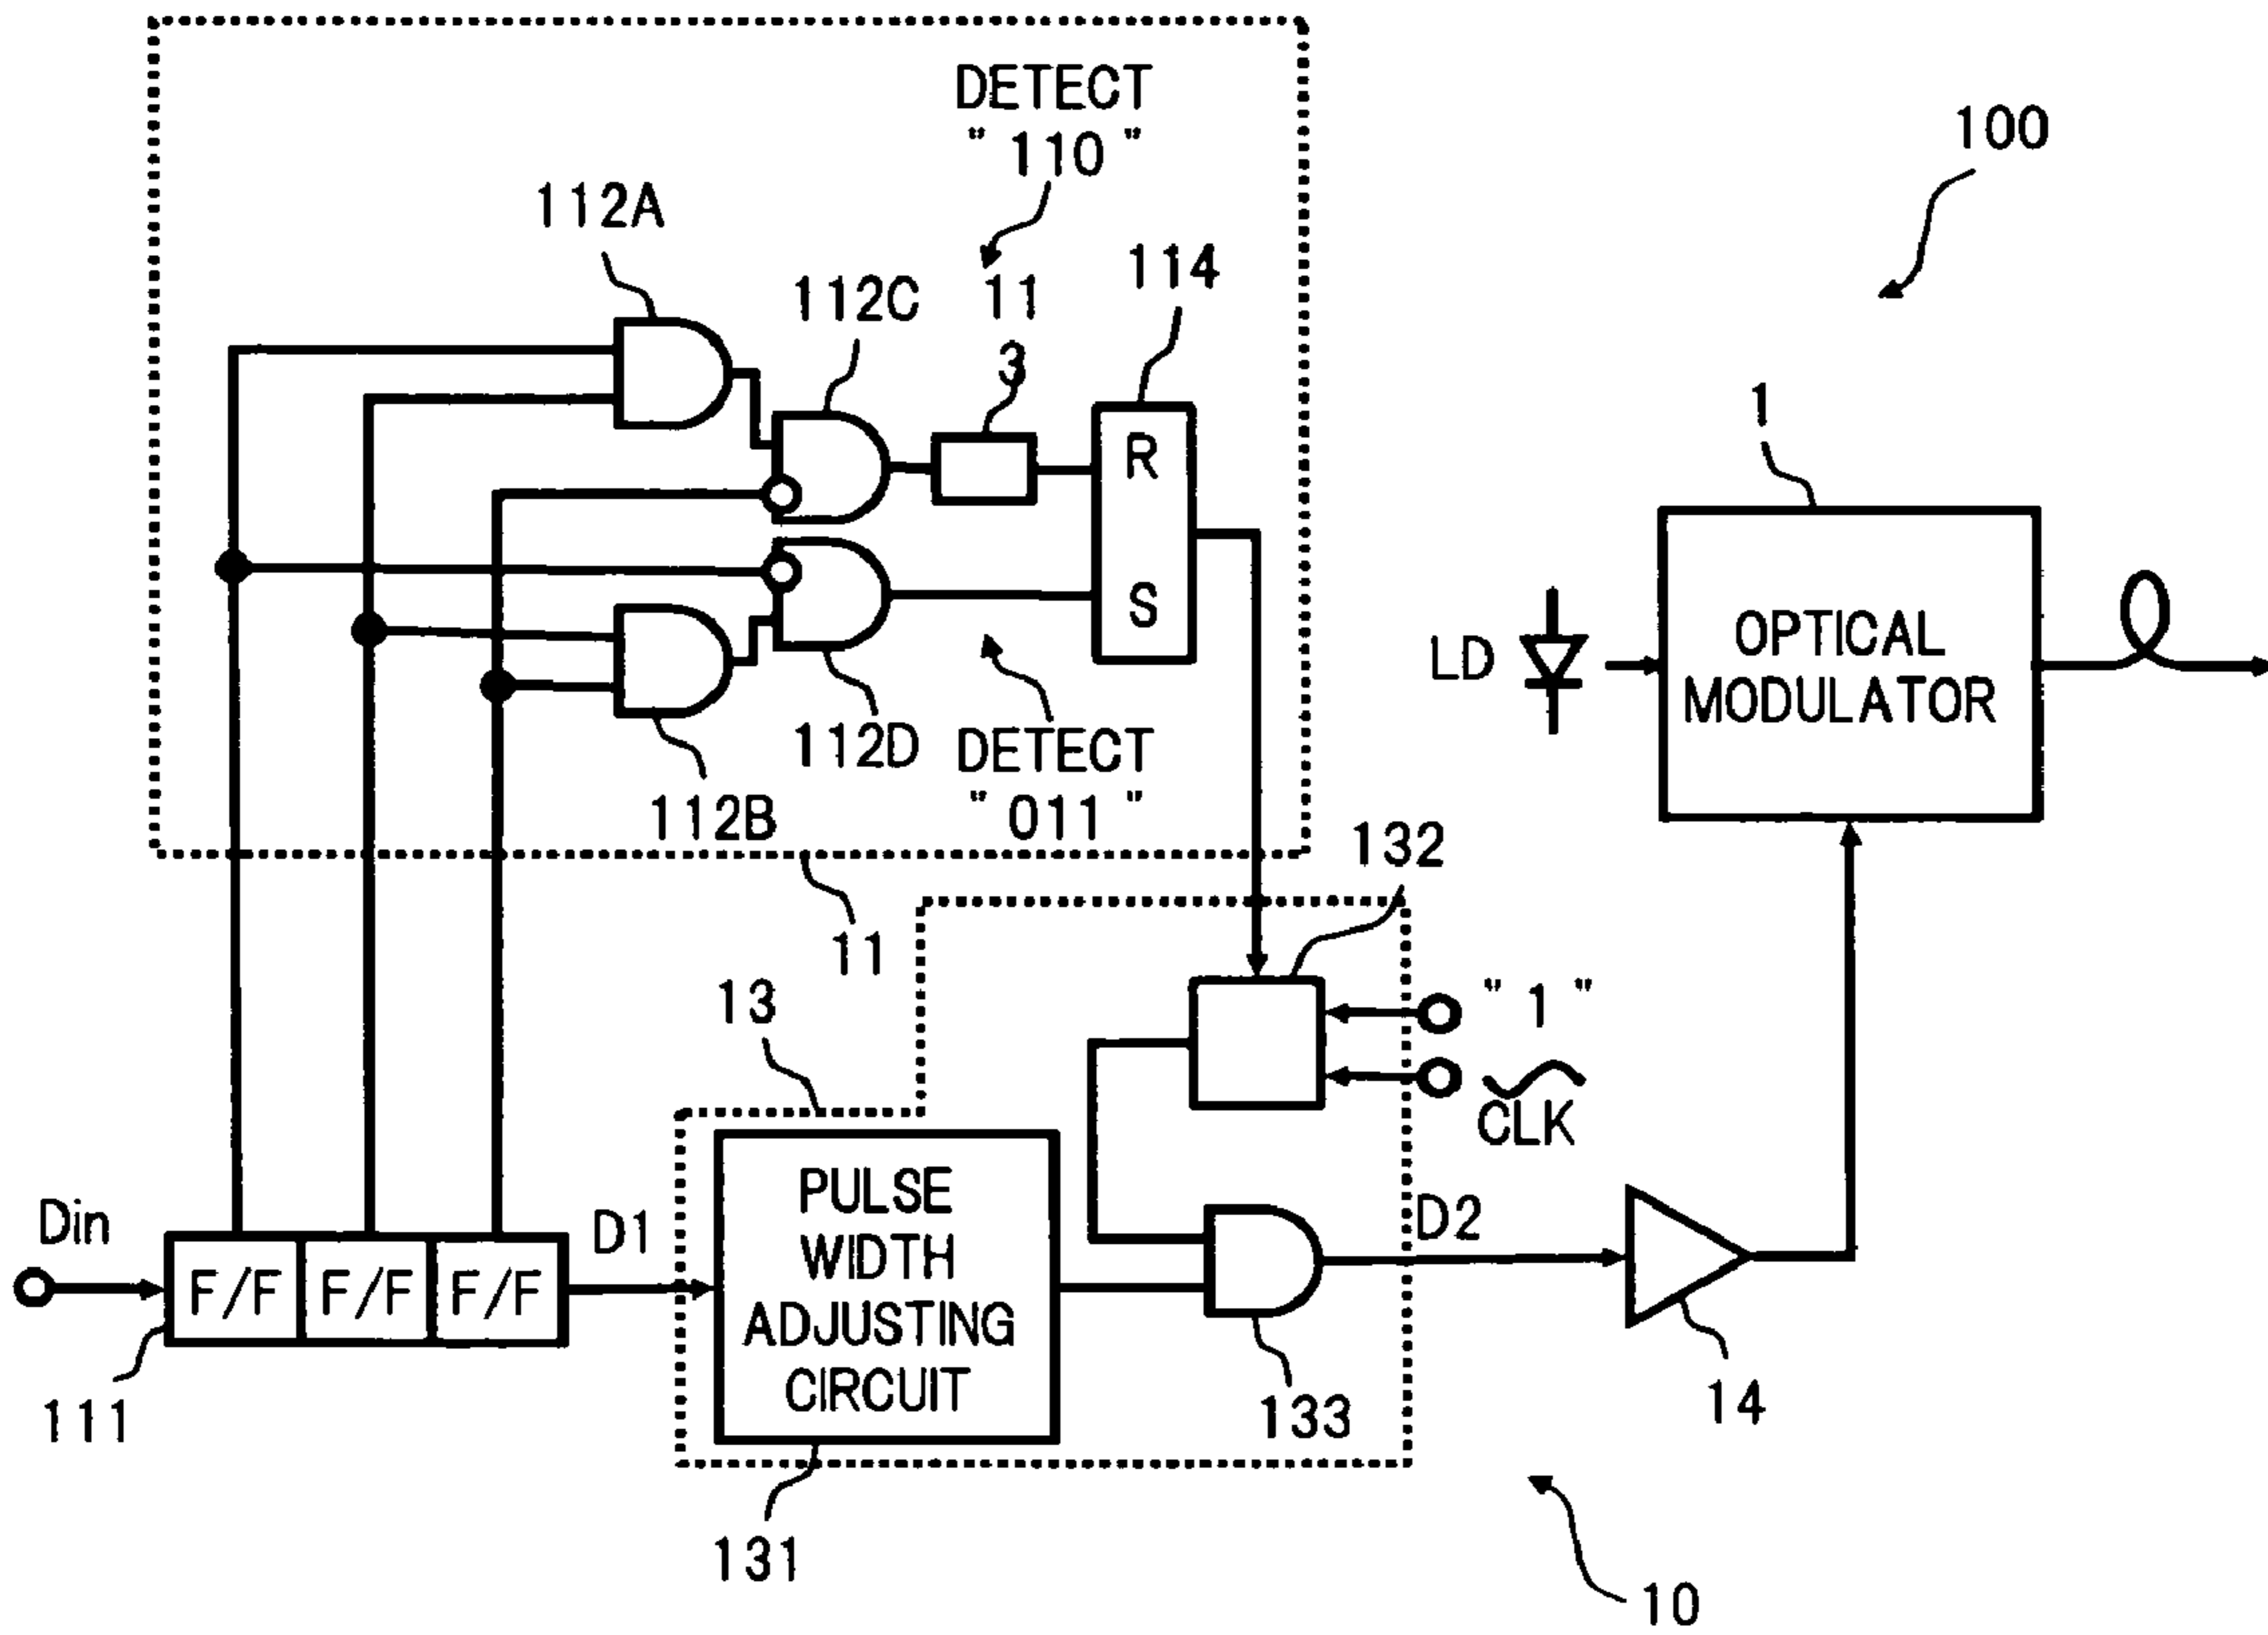 DETECT
" 110 "
100
112A
112C
11
3
114
1
R
S
LD
OPTICAL
MODULATOR
112D
DETECT
" 011 "
112B
132
11
13
" 1 "
CLK
Din
D1
D2
F/F
F/F
F/F
PULSE
WIDTH
ADJUSTING
CIRCUIT
111
133
14
131
10